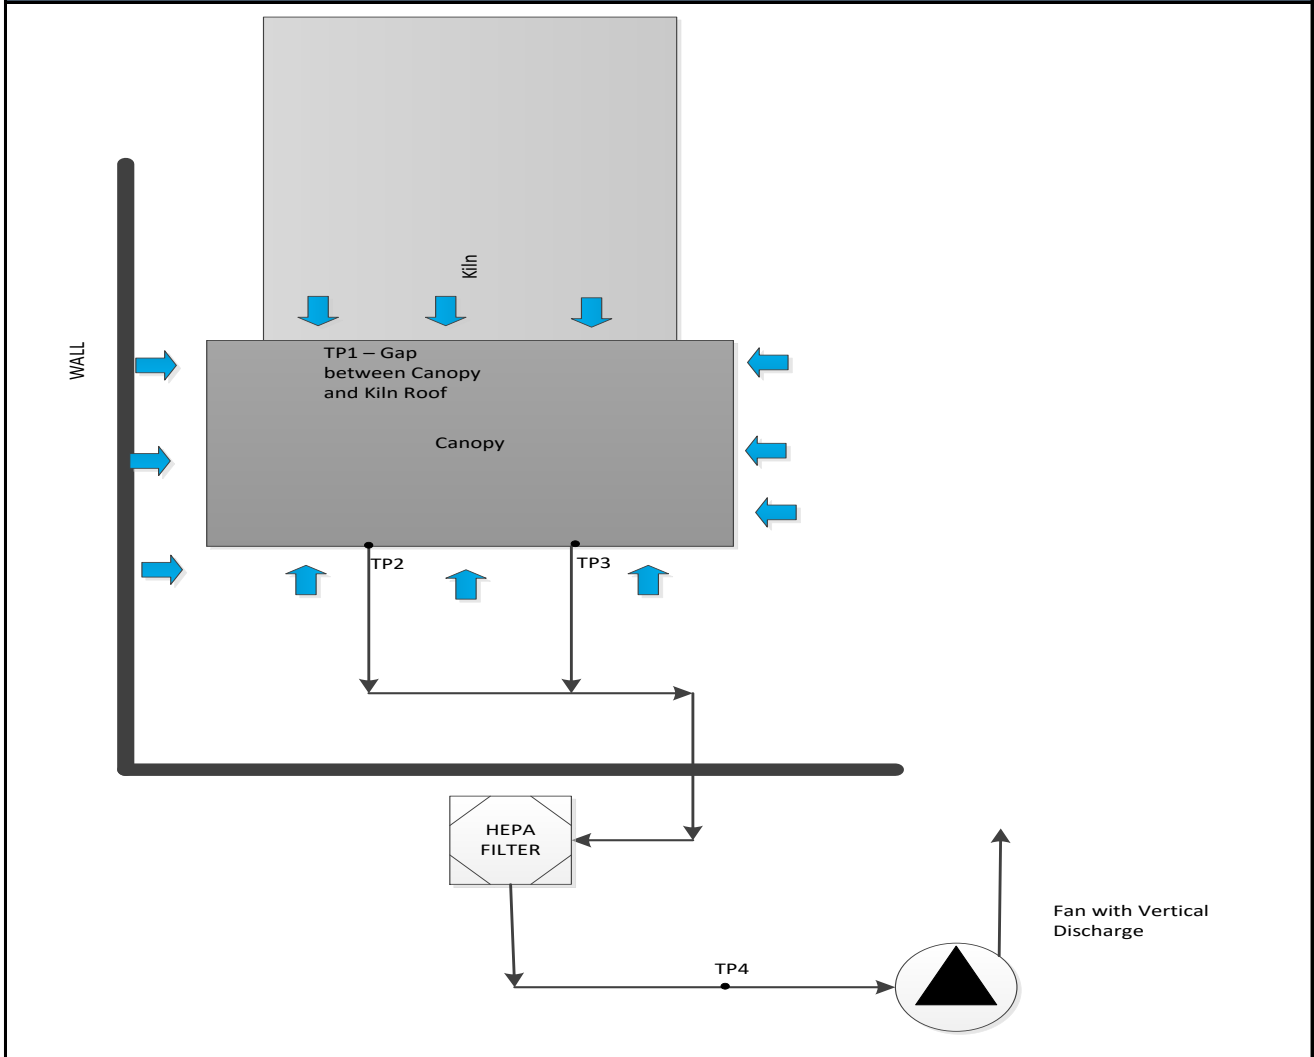 Kiln
WALL
TP1 – Gap
between Canopy
and Kiln Roof
Canopy
TP2
TP3
HEPA
FILTER
Fan with Vertical
Discharge
TP4